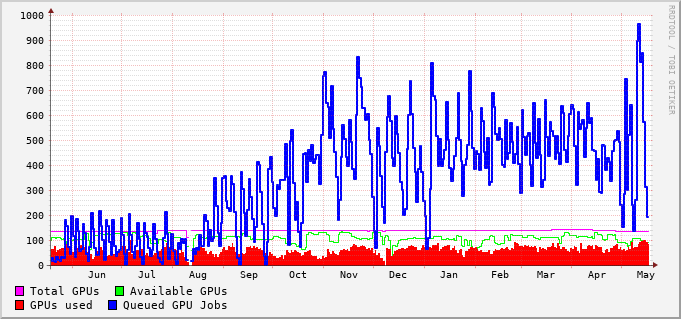 1000
900
800
700
600
500
400
300
200
100
0
Jun Jul Aug Sep Oct Nov Dec Jan Feb Mar Apr May
Total GPUs Available GPUs
GPUs used Queued GPU Jobs
RRDTOOL / TOBI OETIKER